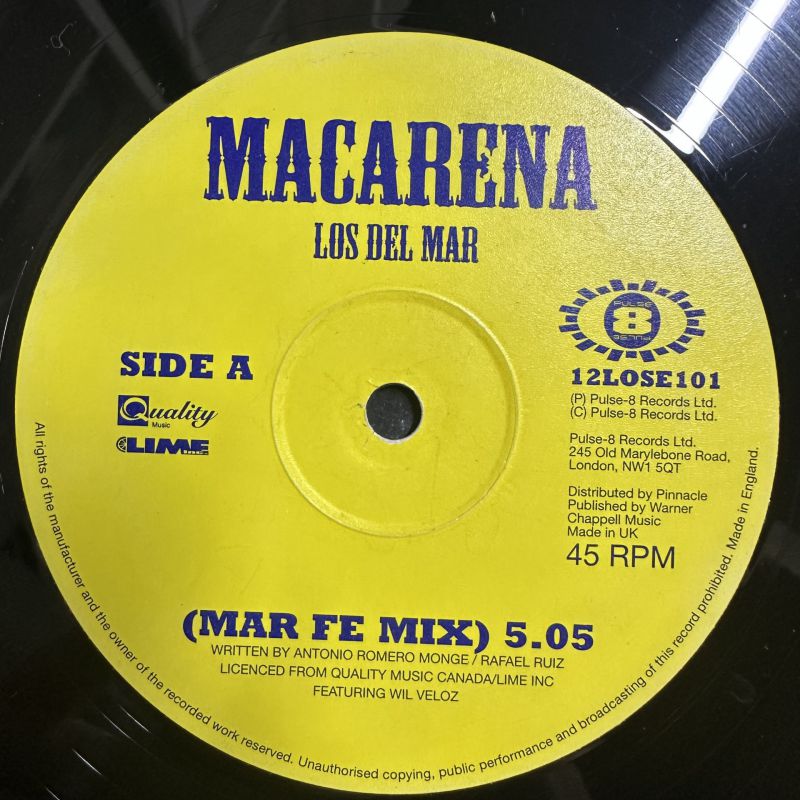 MACARENA
LOS DEL MAR
PULSE
8
PULSE
SIDE A
12LOSE101
(P) Pulse-8 Records Ltd.
(C) Pulse-8 Records Ltd.
Quality
Music
LIME
INC.
Pulse-8 Records Ltd.
245 Old Marylebone Road,
London, NW1 5QT
Distributed by Pinnacle
Published by Warner
Chappell Music
Made in UK
45 RPM
(MAR FE MIX) 5.05
WRITTEN BY ANTONIO ROMERO MONGE / RAFAEL RUIZ
LICENCED FROM QUALITY MUSIC CANADA/LIME INC
FEATURING WIL VELOZ
All rights of the manufacturer and the owner of the recorded work reserved. Unauthorised copying, public performance and broadcasting of this record prohibited. Made in England.